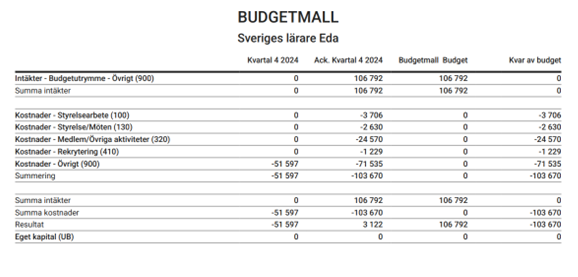 BUDGETMALL
Sveriges lärare Eda
Kvartal 4 2024 Ack. Kvartal 4 2024 Budgetmall Budget Kvar av budget
Intäkter - Budgetutrymme - Övrigt (900) 0 106 792 106 792 0
Summa intäkter 0 106 792 106 792 0
Kostnader - Styrelsearbete (100) 0 -3 706 0 -3 706
Kostnader - Styrelse/Möten (130) 0 -2 630 0 -2 630
Kostnader - Medlem/Övriga aktiviteter (320) 0 -24 570 0 -24 570
Kostnader - Rekrytering (410) 0 -1 229 0 -1 229
Kostnader - Övrigt (900) -51 597 -71 535 0 -71 535
Summering -51 597 -103 670 0 -103 670
Summa intäkter 0 106 792 106 792 0
Summa kostnader -51 597 -103 670 0 -103 670
Resultat -51 597 3 122 106 792 -103 670
Eget kapital (UB) 0 0 0 0